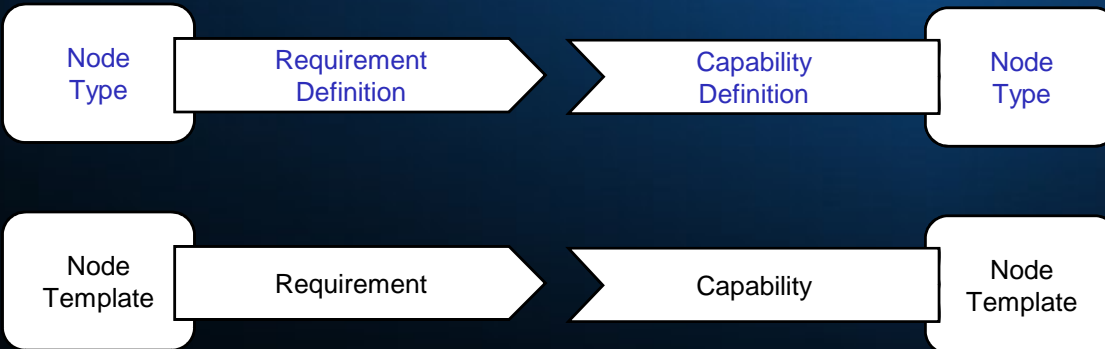 Node
Type
Requirement
Definition
Capability
Definition
Node
Type
Node
Template
Requirement
Capability
Node
Template